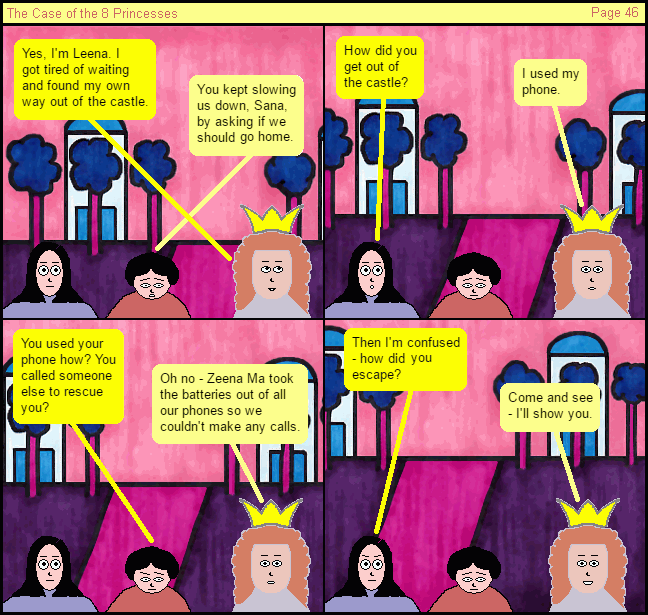 The Case of the 8 Princesses
Page 46
Yes, I'm Leena. I
got tired of waiting
and found my own
way out of the castle.
You kept slowing
us down, Sana,
by asking if we
should go home.
How did you
get out of
the castle?
I used my
phone.
You used your
phone how? You
called someone
else to rescue
you?
Oh no - Zeena Ma took
the batteries out of all
our phones so we
couldn't make any calls.
Then I'm confused
- how did you
escape?
Come and see
- I'll show you.